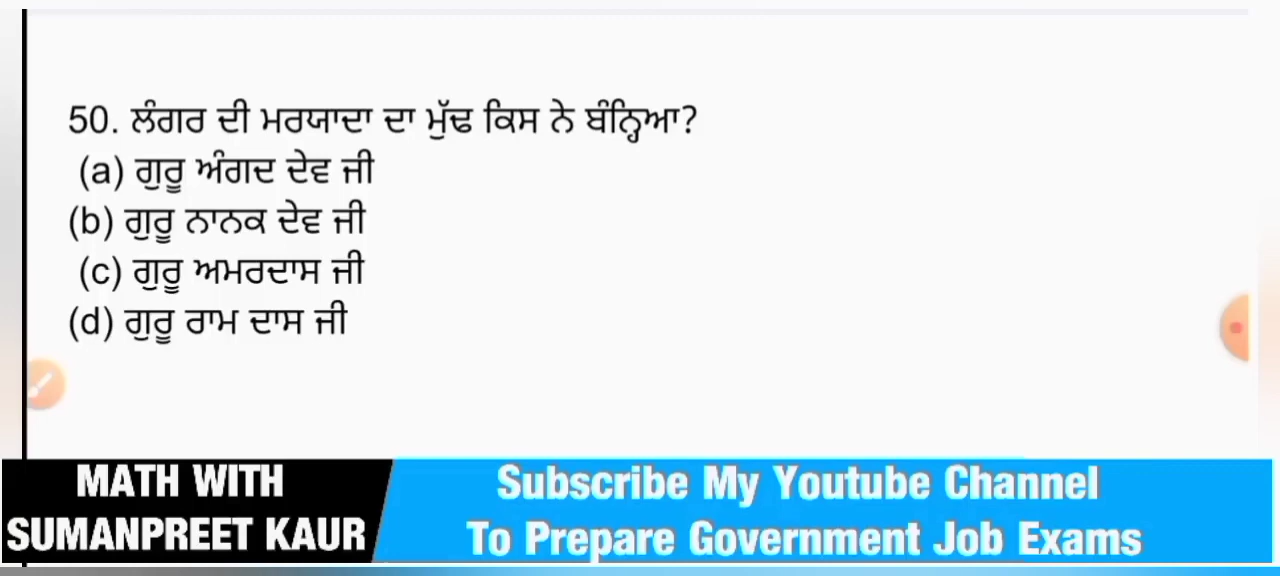 50. ਲੰਗਰ ਦੀ ਮਰਯਾਦਾ ਦਾ ਮੁੱਢ ਕਿਸ ਨੇ ਬੰਨ੍ਹਿਆ?
(a) ਗੁਰੂ ਅੰਗਦ ਦੇਵ ਜੀ
(b) ਗੁਰੂ ਨਾਨਕ ਦੇਵ ਜੀ
(c) ਗੁਰੂ ਅਮਰਦਾਸ ਜੀ
(d) ਗੁਰੂ ਰਾਮ ਦਾਸ ਜੀ
MATH WITH
SUMANPREET KAUR
Subscribe My Youtube Channel
To Prepare Government Job Exams